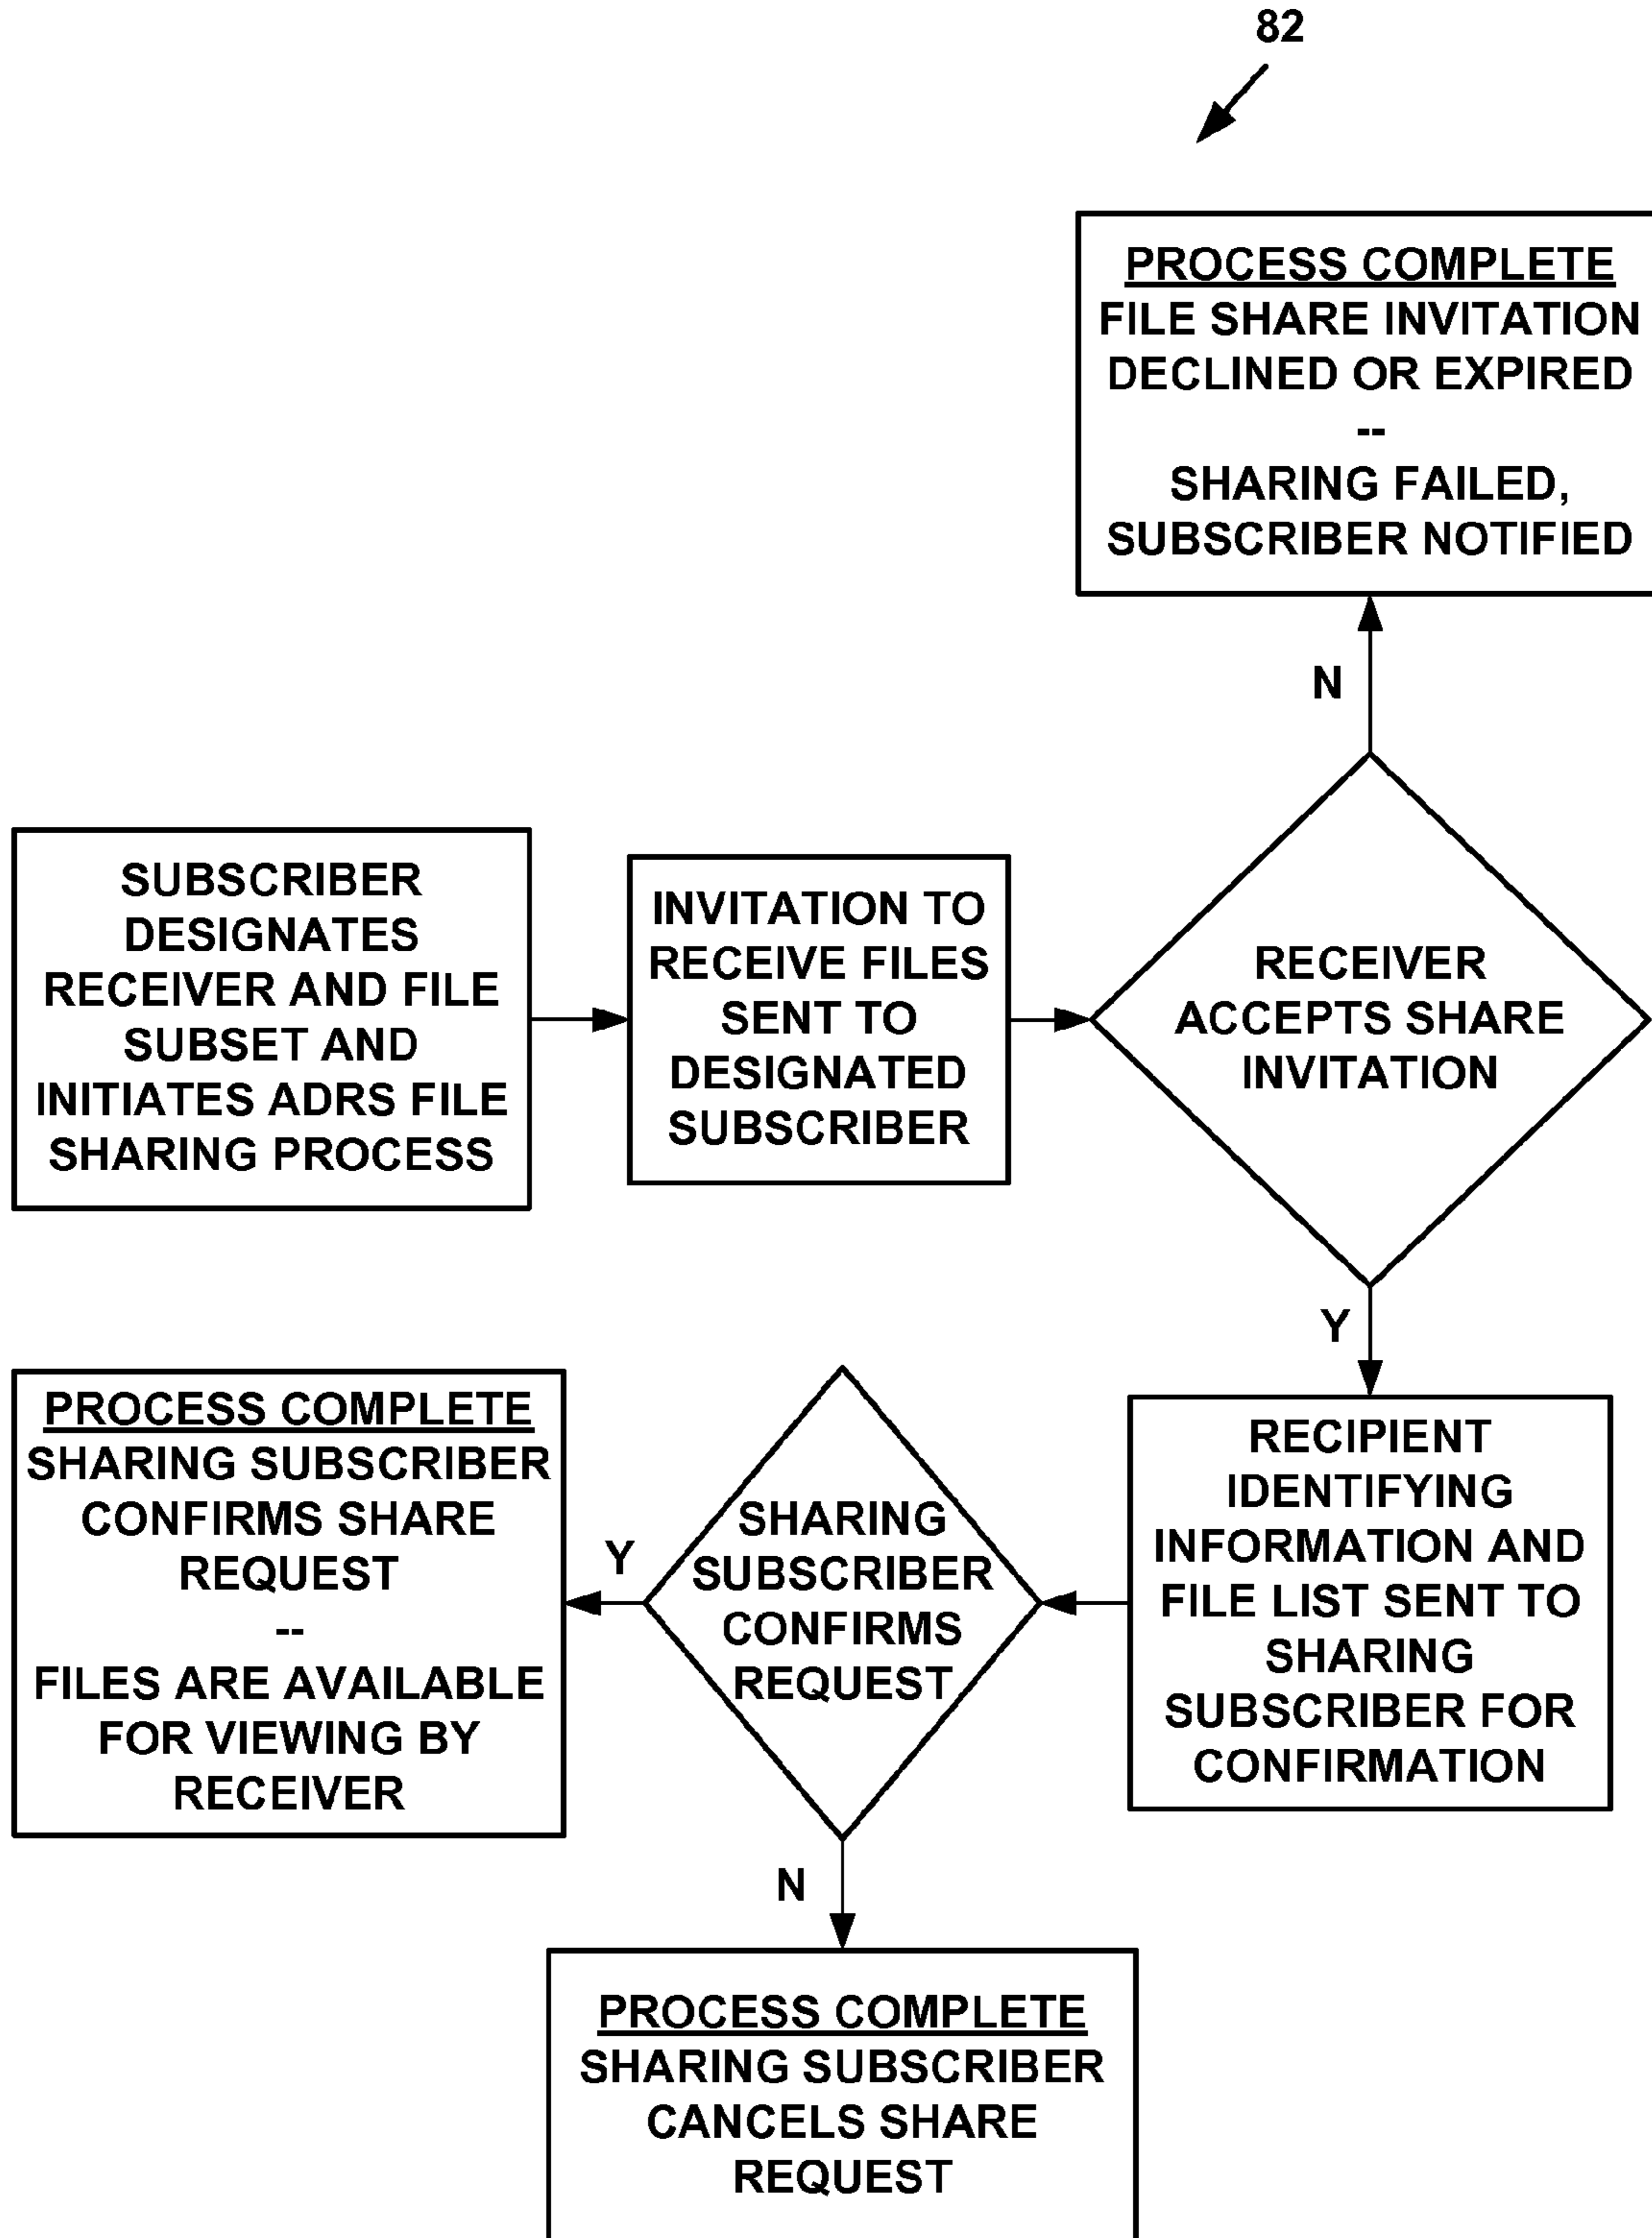 82
PROCESS COMPLETE
FILE SHARE INVITATION
DECLINED OR EXPIRED
--
SHARING FAILED,
SUBSCRIBER NOTIFIED
N
SUBSCRIBER
DESIGNATES
RECEIVER AND FILE
SUBSET AND
INITIATES ADRS FILE
SHARING PROCESS
INVITATION TO
RECEIVE FILES
SENT TO
DESIGNATED
SUBSCRIBER
RECEIVER
ACCEPTS SHARE
INVITATION
Y
RECIPIENT
IDENTIFYING
INFORMATION AND
FILE LIST SENT TO
SHARING
SUBSCRIBER FOR
CONFIRMATION
SHARING
SUBSCRIBER
CONFIRMS
REQUEST
Y
PROCESS COMPLETE
SHARING SUBSCRIBER
CONFIRMS SHARE
REQUEST
--
FILES ARE AVAILABLE
FOR VIEWING BY
RECEIVER
N
PROCESS COMPLETE
SHARING SUBSCRIBER
CANCELS SHARE
REQUEST